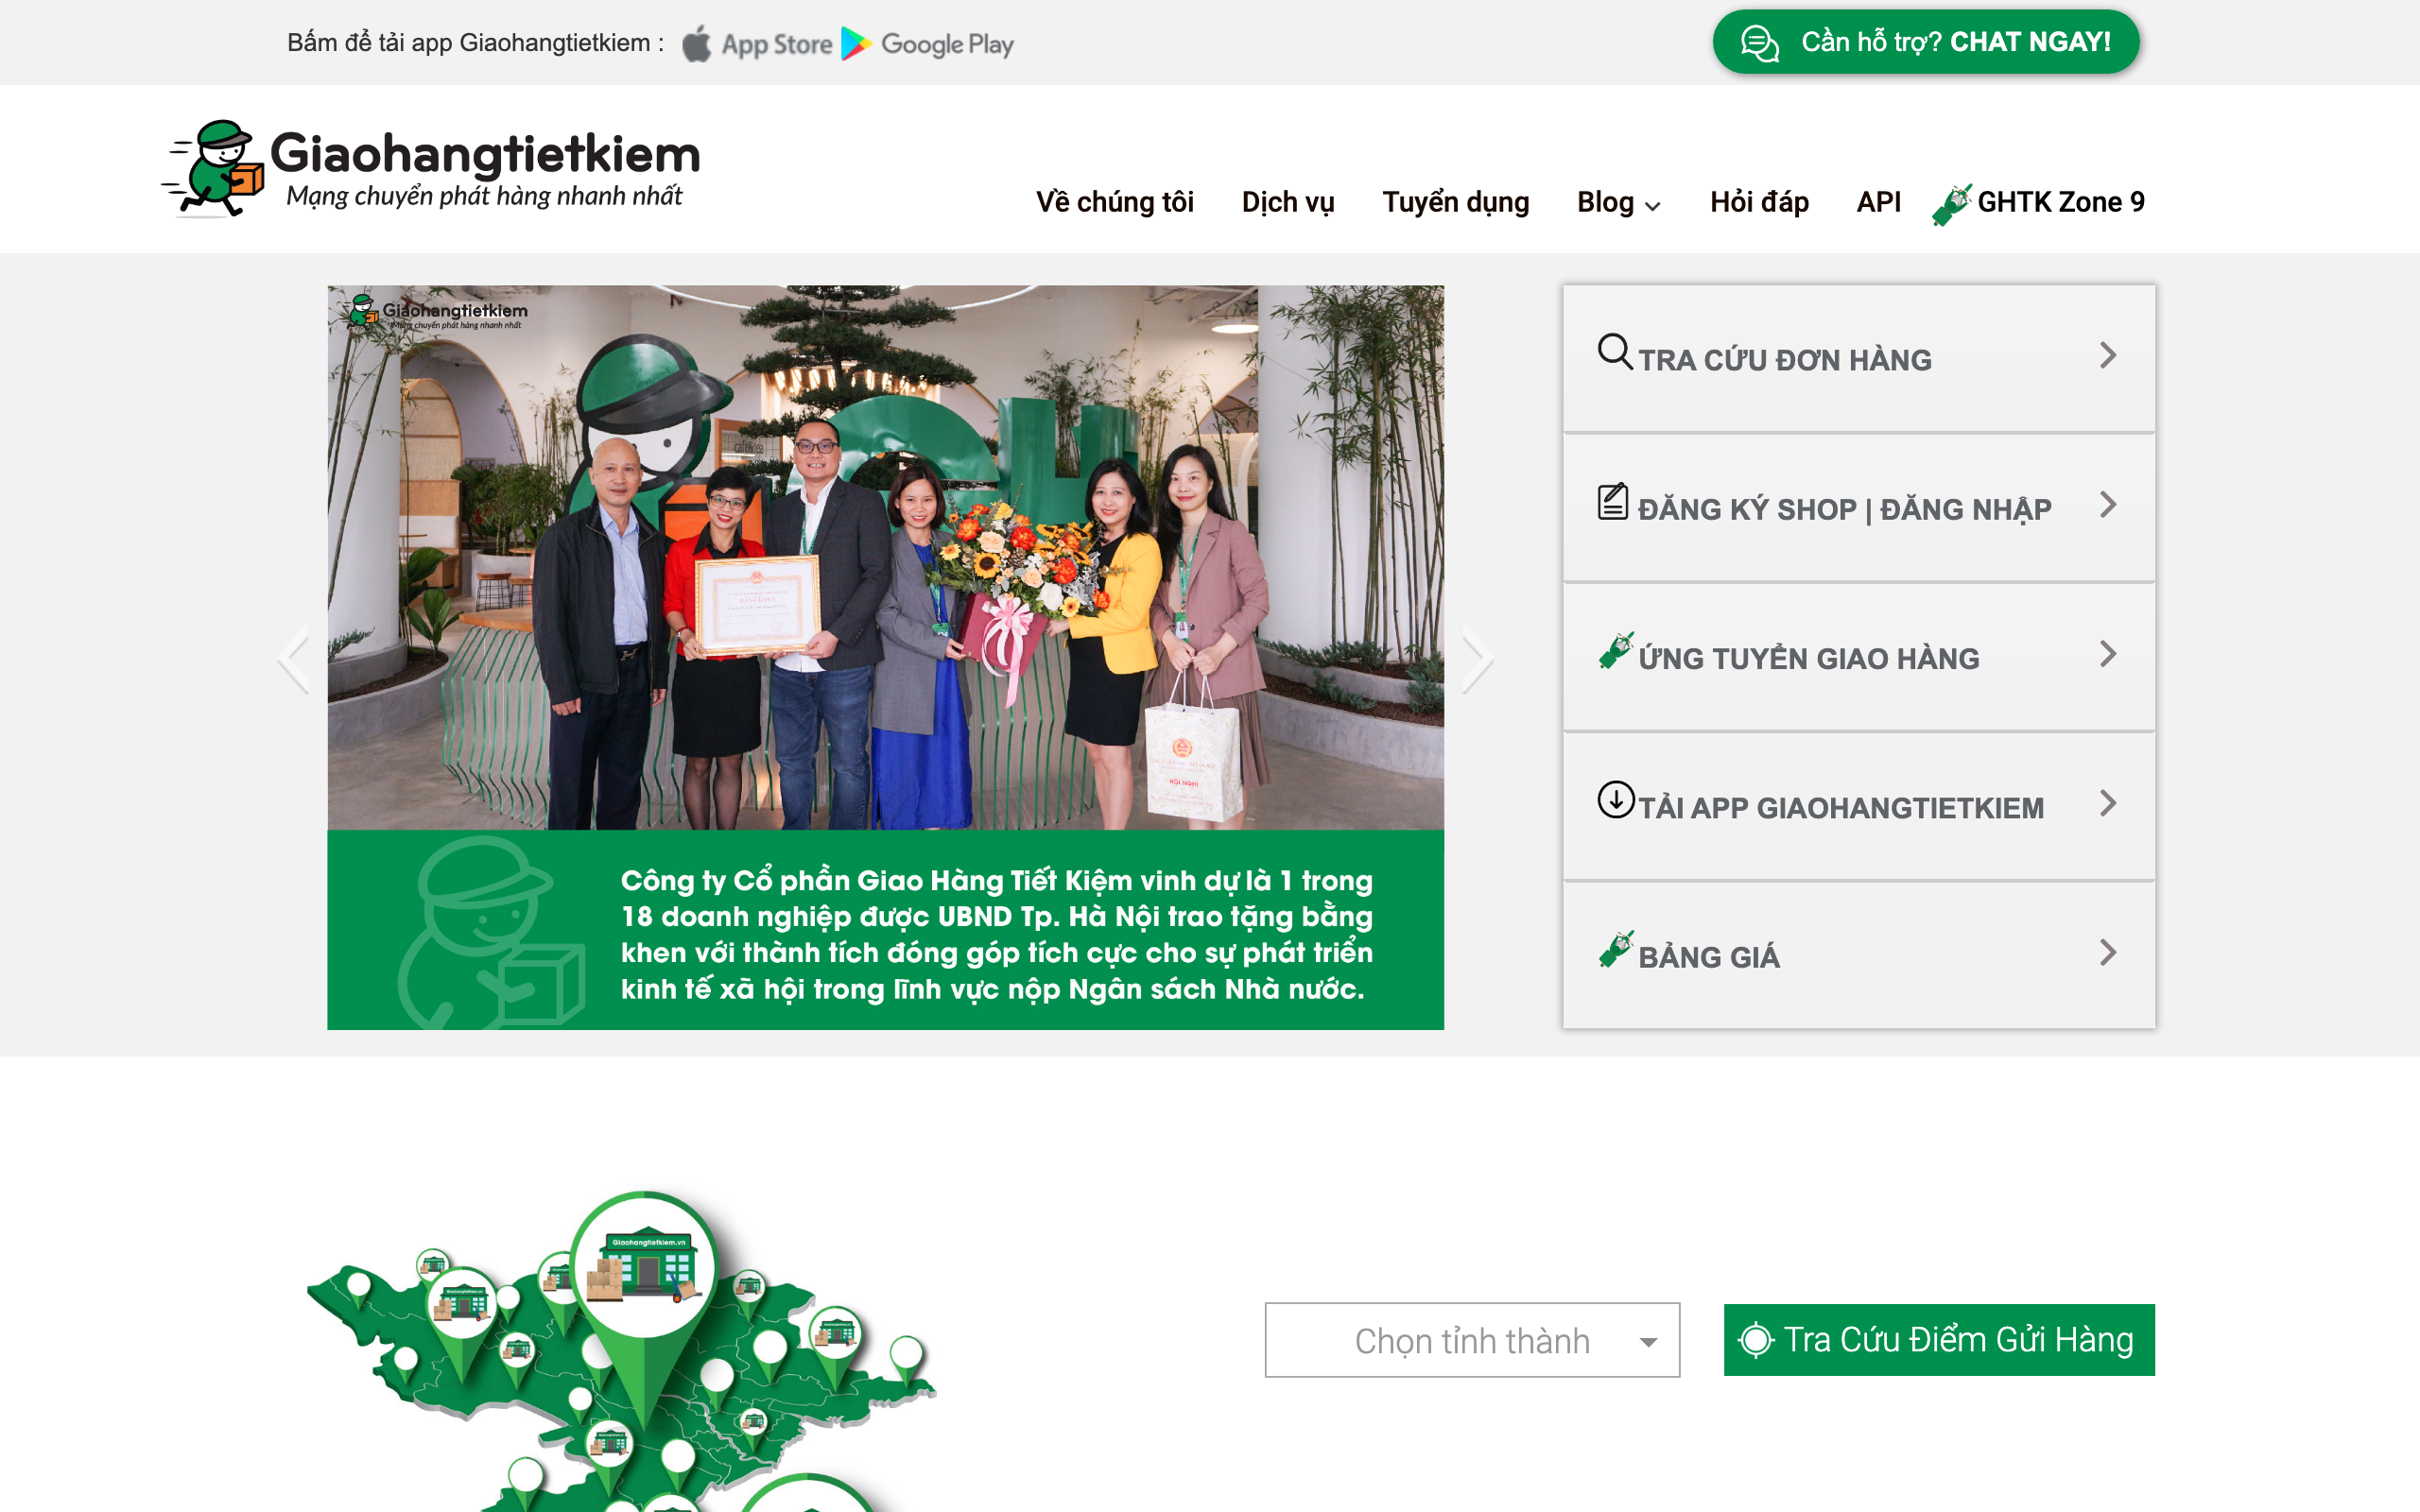 Bấm để tải app Giaohangtietkiem : App Store Google Play
Cần hỗ trợ? CHAT NGAY!
Giaohangtietkiem
Mạng chuyển phát hàng nhanh nhất
Về chúng tôi Dịch vụ Tuyển dụng Blog Hỏi đáp API GHTK Zone 9
Giaohangtietkiem
Mạng chuyển phát hàng nhanh nhất
HỘI NGHỊ
Công ty Cổ phần Giao Hàng Tiết Kiệm vinh dự là 1 trong
18 doanh nghiệp được UBND Tp. Hà Nội trao tặng bằng
khen với thành tích đóng góp tích cực cho sự phát triển
kinh tế xã hội trong lĩnh vực nộp Ngân sách Nhà nước.
TRA CỨU ĐƠN HÀNG
ĐĂNG KÝ SHOP | ĐĂNG NHẬP
ỨNG TUYỂN GIAO HÀNG
TẢI APP GIAOHANGTIETKIEM
BẢNG GIÁ
Giaohangtietkiem.vn
Chọn tỉnh thành
Tra Cứu Điểm Gửi Hàng